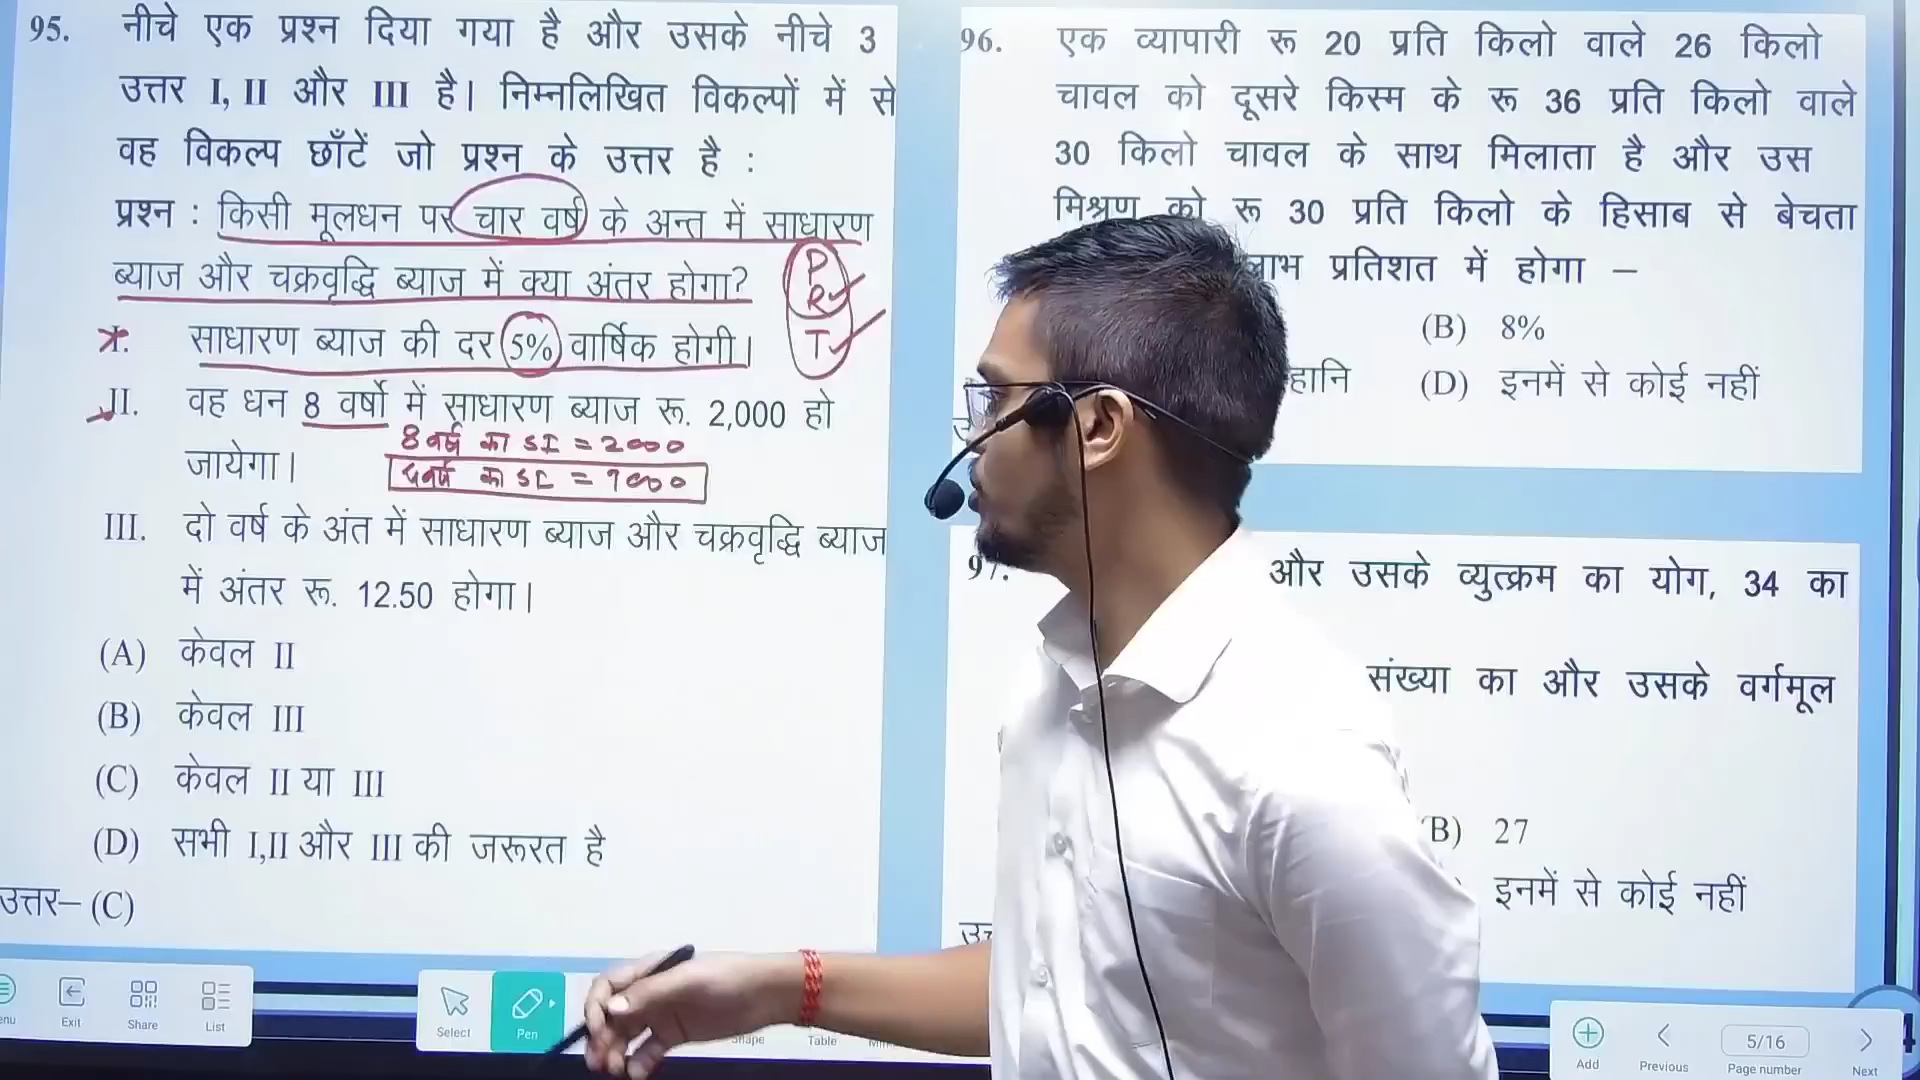 95. नीचे एक प्रश्न दिया गया है और उसके नीचे 3
उत्तर I, II और III है। निम्नलिखित विकल्पों में से
वह विकल्प छाँटें जो प्रश्न के उत्तर है :
प्रश्न : किसी मूलधन पर चार वर्ष के अन्त में साधारण
ब्याज और चक्रवृद्धि ब्याज में क्या अंतर होगा?
P
R
T
I. साधारण ब्याज की दर 5% वार्षिक होगी।
II. वह धन 8 वर्षो में साधारण ब्याज रू. 2,000 हो
जायेगा।
8 वर्ष का SI = 2000
4 वर्ष का SI = 1000
III. दो वर्ष के अंत में साधारण ब्याज और चक्रवृद्धि ब्याज
में अंतर रू. 12.50 होगा।
(A) केवल II
(B) केवल III
(C) केवल II या III
(D) सभी I,II और III की जरूरत है
उत्तर– (C)
96. एक व्यापारी रू 20 प्रति किलो वाले 26 किलो
चावल को दूसरे किस्म के रू 36 प्रति किलो वाले
30 किलो चावल के साथ मिलाता है और उस
मिश्रण को रू 30 प्रति किलो के हिसाब से बेचता
लाभ प्रतिशत में होगा –
(B) 8%
हानि (D) इनमें से कोई नहीं
97. और उसके व्युत्क्रम का योग, 34 का
संख्या का और उसके वर्गमूल
B) 27
इनमें से कोई नहीं
Exit Share List
Select Pen Table
Add Previous 5/16 Page number Next